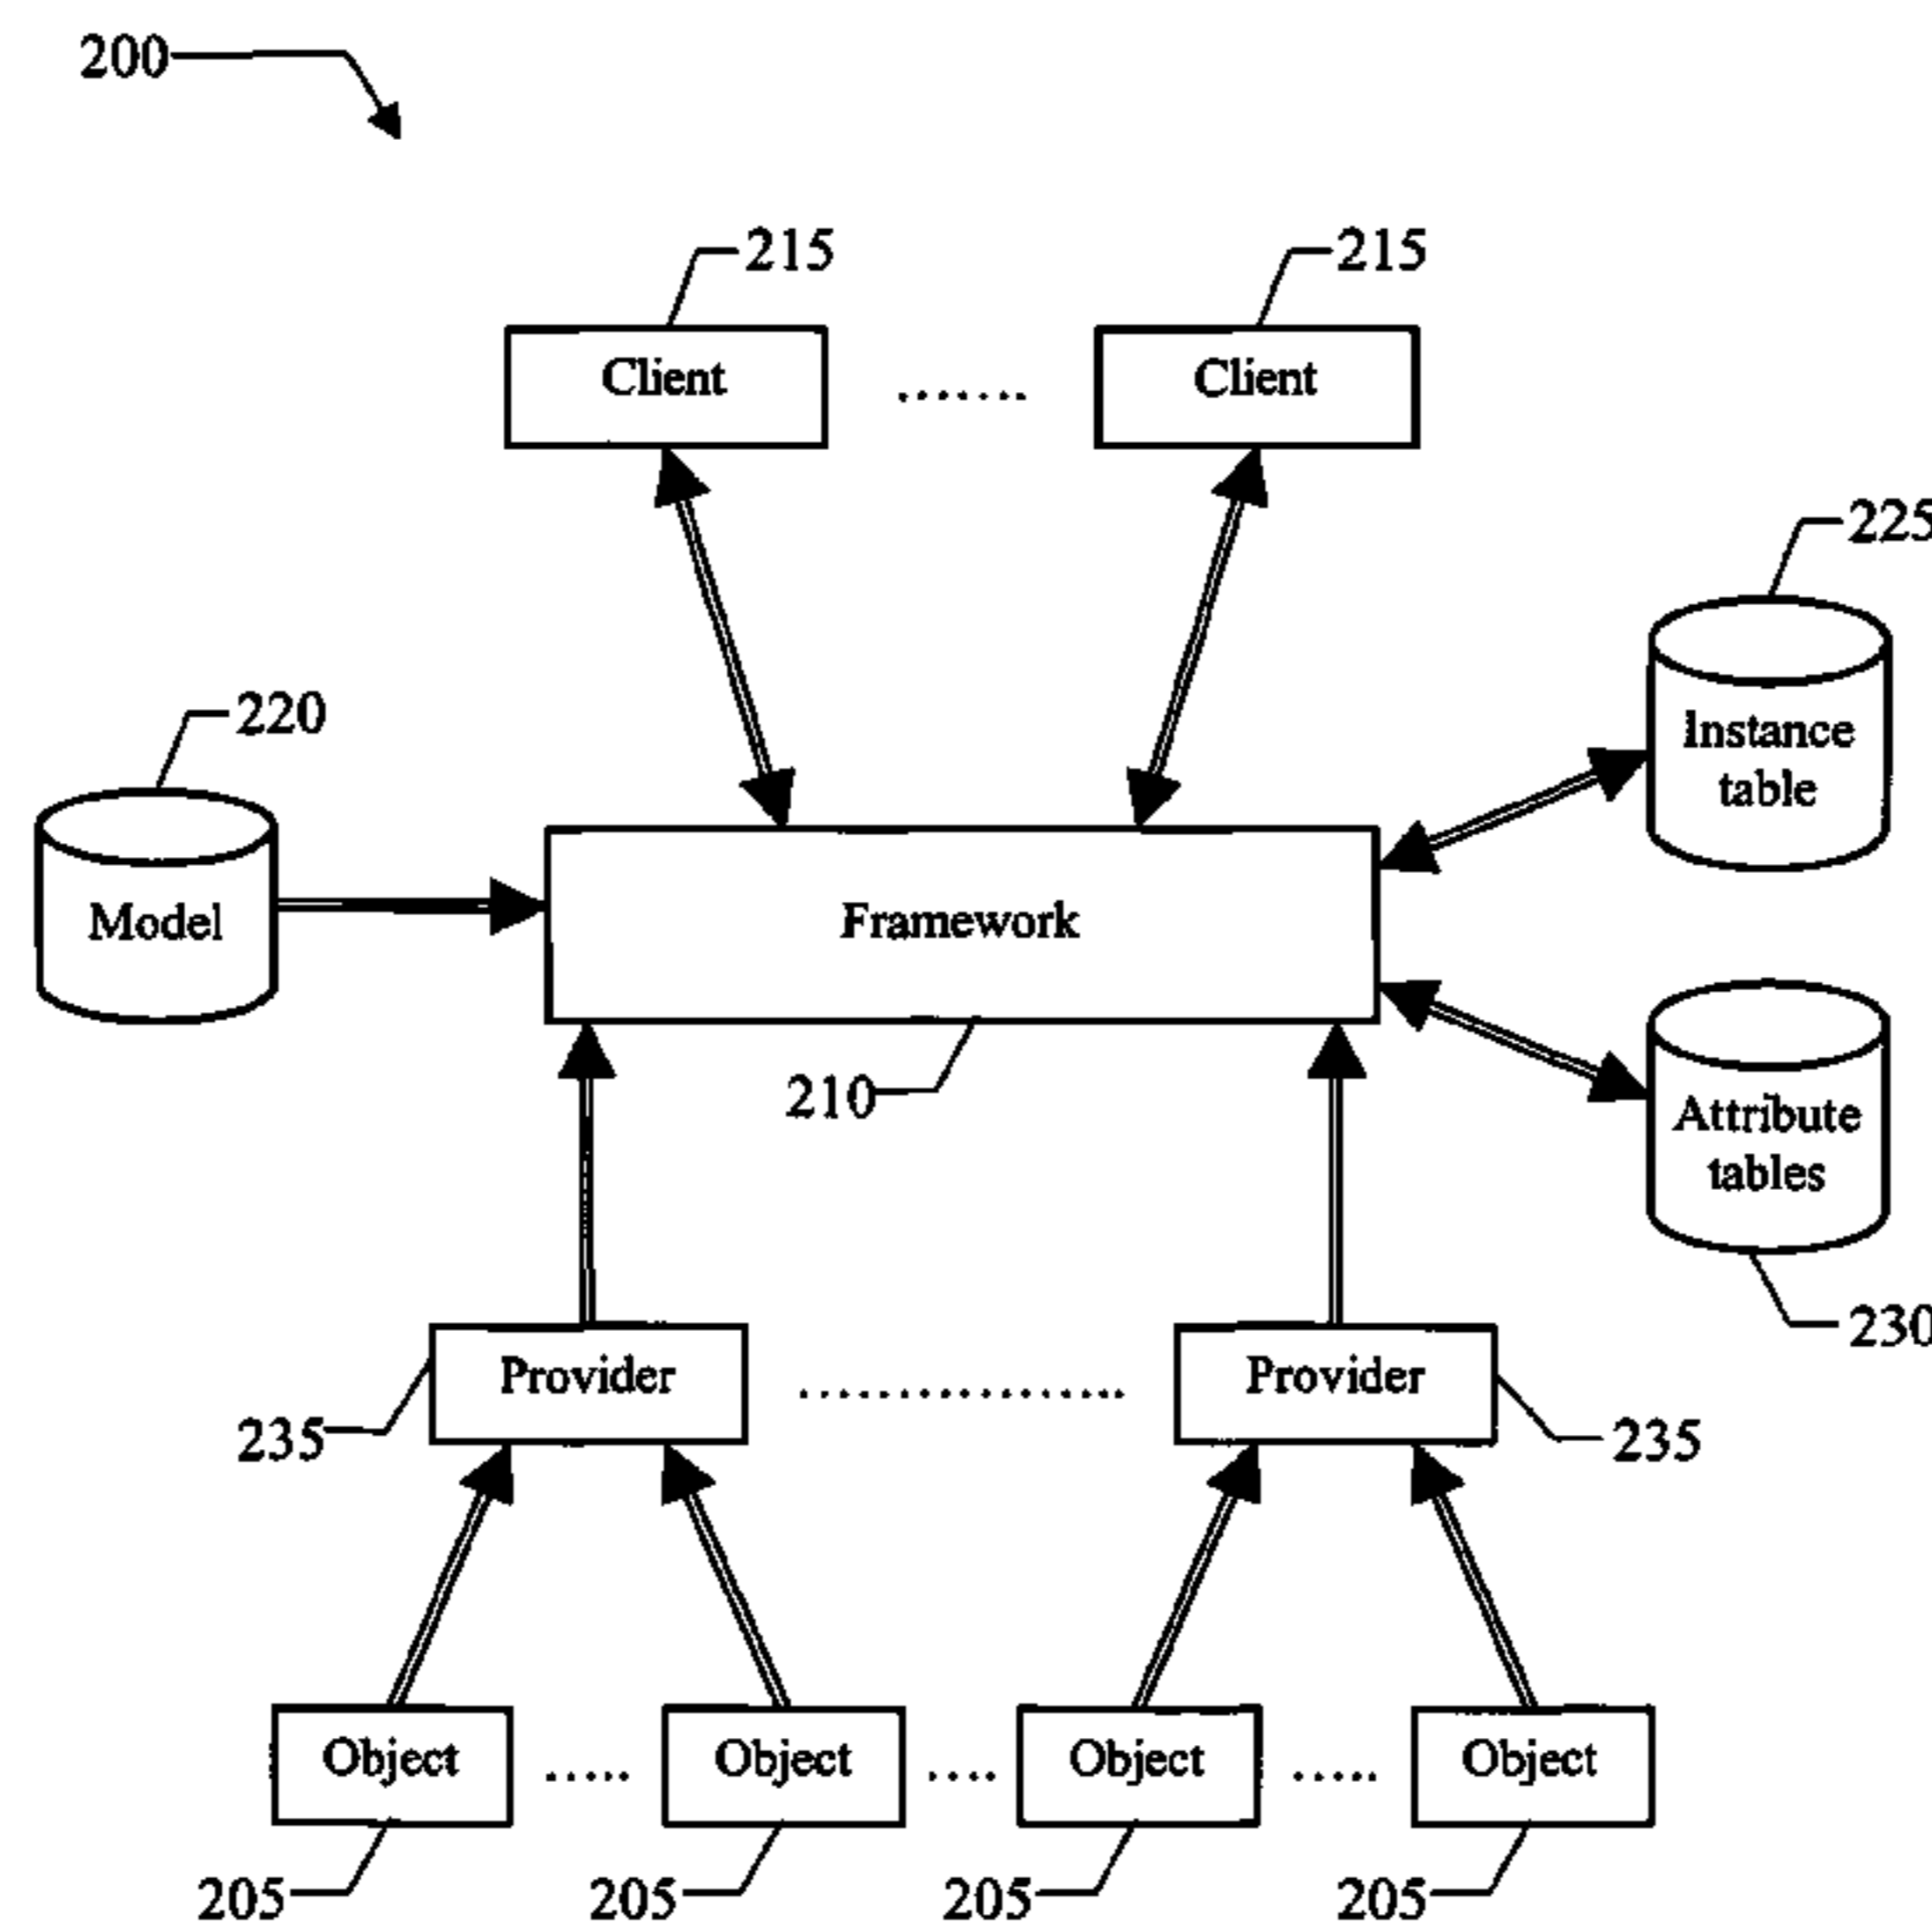 200
215
215
Client
.......
Client
225
Instance
table
220
Model
Framework
210
Attribute
tables
230
Provider
.................
Provider
235
235
Object
.....
Object
....
Object
.....
Object
205
205
205
205